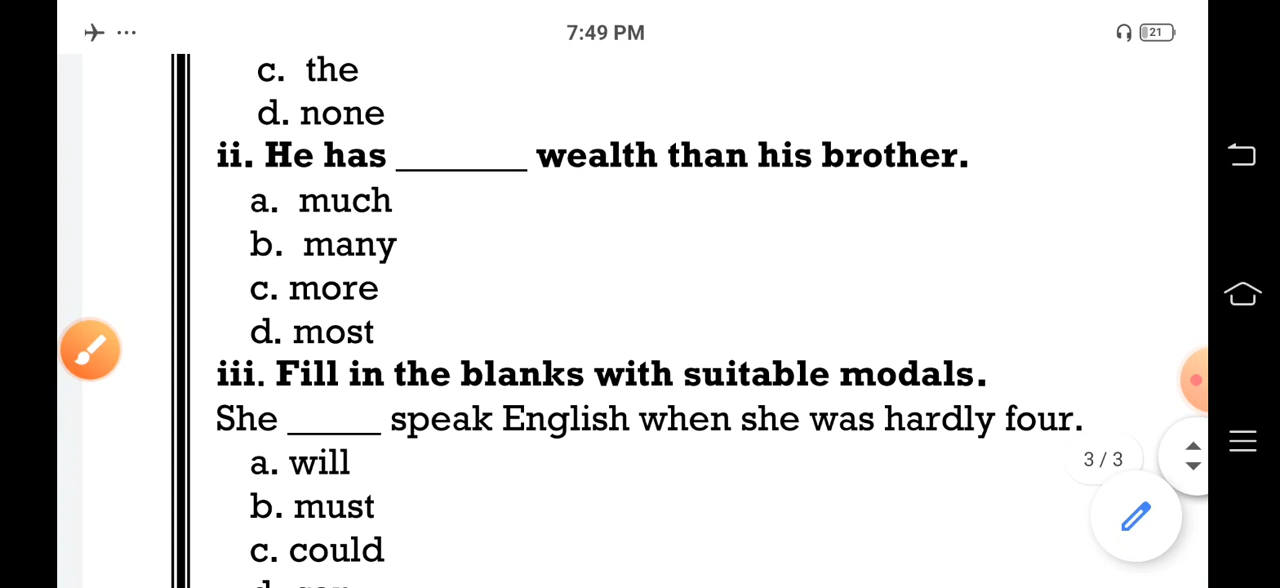 7:49 PM
21
c. the
d. none
ii. He has _______ wealth than his brother.
a. much
b. many
c. more
d. most
iii. Fill in the blanks with suitable modals.
She _____ speak English when she was hardly four.
a. will
b. must
c. could
3 / 3